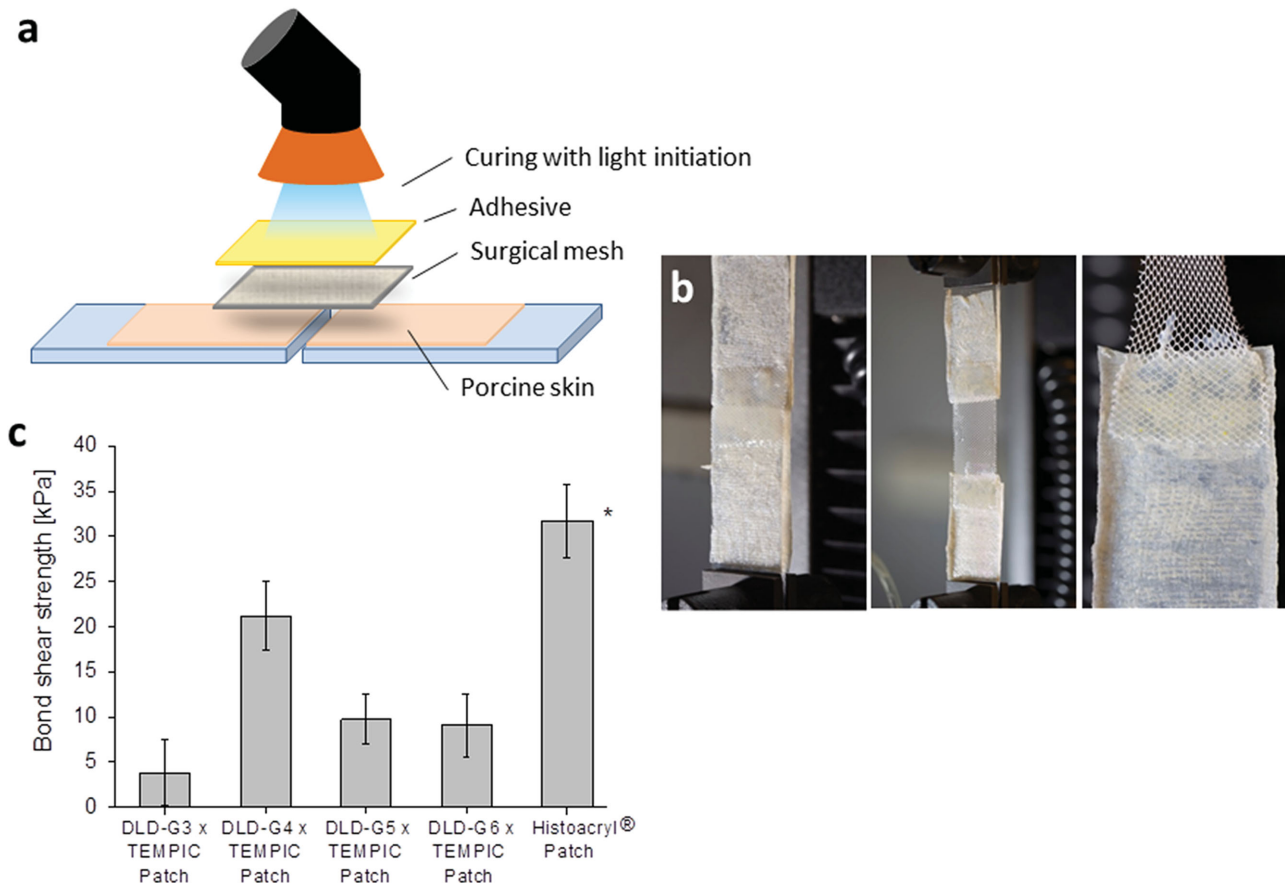 a
Curing with light initiation
Adhesive
Surgical mesh
Porcine skin
b
c
Bond shear strength [kPa]
40
35
30
25
20
15
10
5
0
*
DLD-G3 x
TEMPIC
Patch
DLD-G4 x
TEMPIC
Patch
DLD-G5 x
TEMPIC
Patch
DLD-G6 x
TEMPIC
Patch
Histoacryl®
Patch